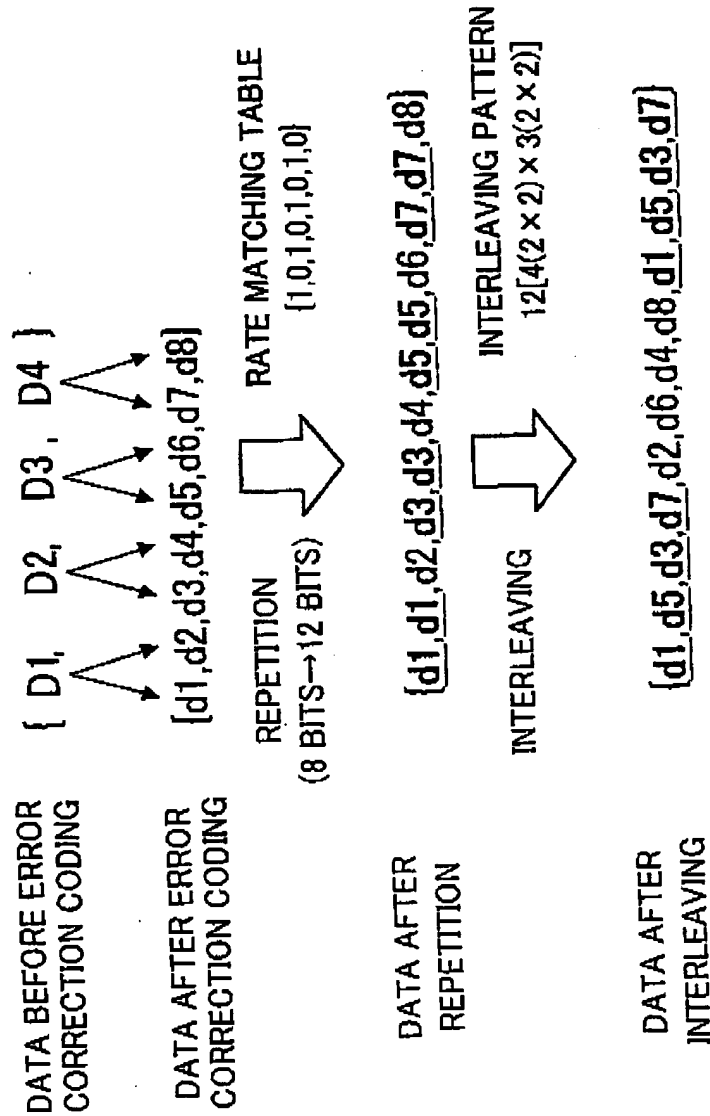 DATA BEFORE ERROR
CORRECTION CODING
{ D1, D2, D3, D4 }
DATA AFTER ERROR
CORRECTION CODING
{d1,d2,d3,d4,d5,d6,d7,d8}
REPETITION
(8 BITS→12 BITS)
RATE MATCHING TABLE
{1,0,1,0,1,0,1,0}
DATA AFTER
REPETITION
{d1,d1,d2,d3,d3,d4,d5,d5,d6,d7,d7,d8}
INTERLEAVING
INTERLEAVING PATTERN
12[4(2×2)×3(2×2)]
DATA AFTER
INTERLEAVING
{d1,d5,d3,d7,d2,d6,d4,d8,d1,d5,d3,d7}